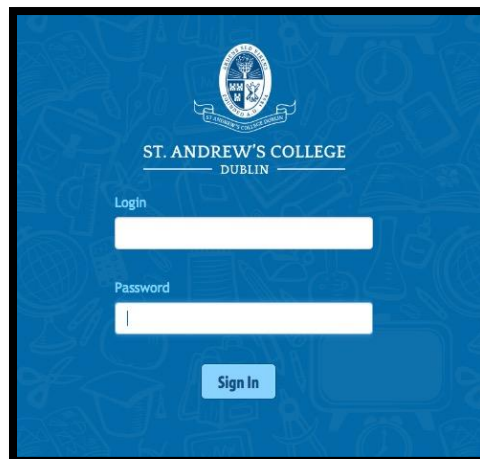 ST. ANDREW'S COLLEGE
DUBLIN
Login
Password
Sign In